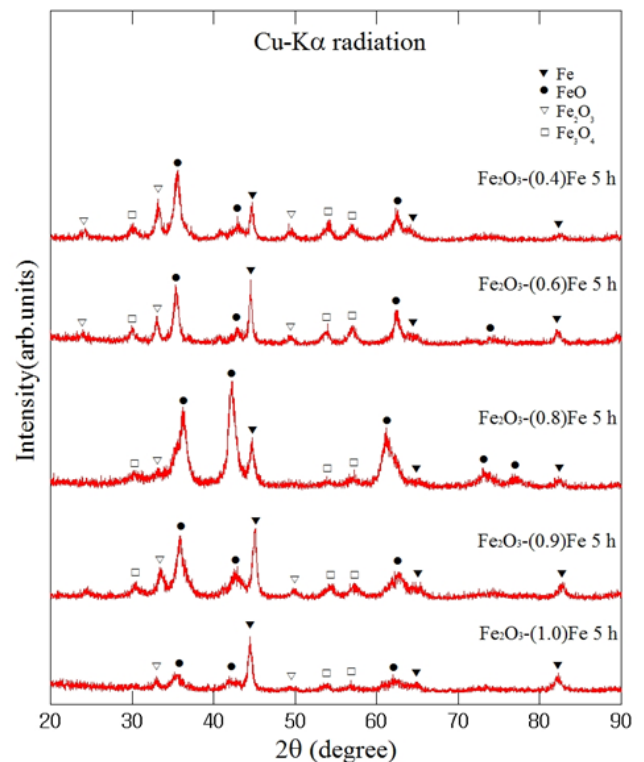 Cu-Kα radiation
Fe
FeO
Fe₂O₃
Fe₃O₄
Fe₂O₃-(0.4)Fe 5 h
Fe₂O₃-(0.6)Fe 5 h
Fe₂O₃-(0.8)Fe 5 h
Fe₂O₃-(0.9)Fe 5 h
Fe₂O₃-(1.0)Fe 5 h
Intensity(arb.units)
20 30 40 50 60 70 80 90
2θ (degree)